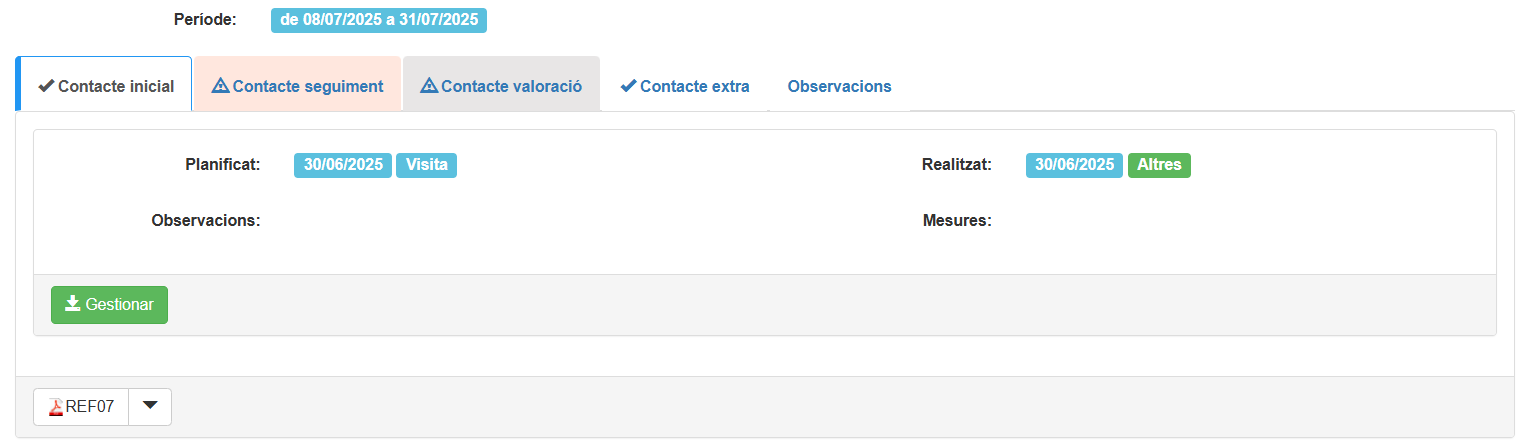 Període: de 08/07/2025 a 31/07/2025
Contacte inicial Contacte seguiment Contacte valoració Contacte extra Observacions
Planificat: 30/06/2025 Visita Realitzat: 30/06/2025 Altres
Observacions: Mesures:
Gestionar
REF07